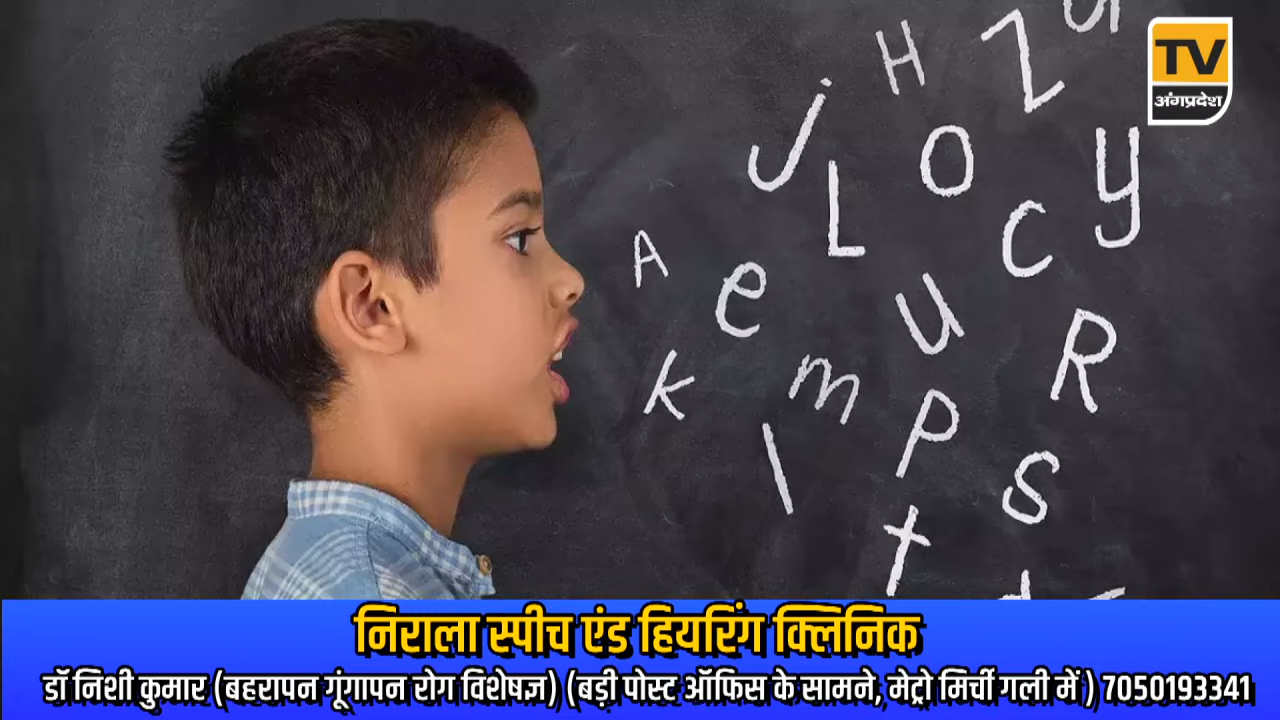 H Z
TV
अंगप्रदेश
J O y
L C
A e
u R
K m
P
l S
t
निराला स्पीच एंड हियरिंग क्लिनिक
डॉ निशी कुमार (बहरापन गूंगापन रोग विशेषज्ञ) (बड़ी पोस्ट ऑफिस के सामने, मेट्रो मिर्ची गली में ) 7050193341